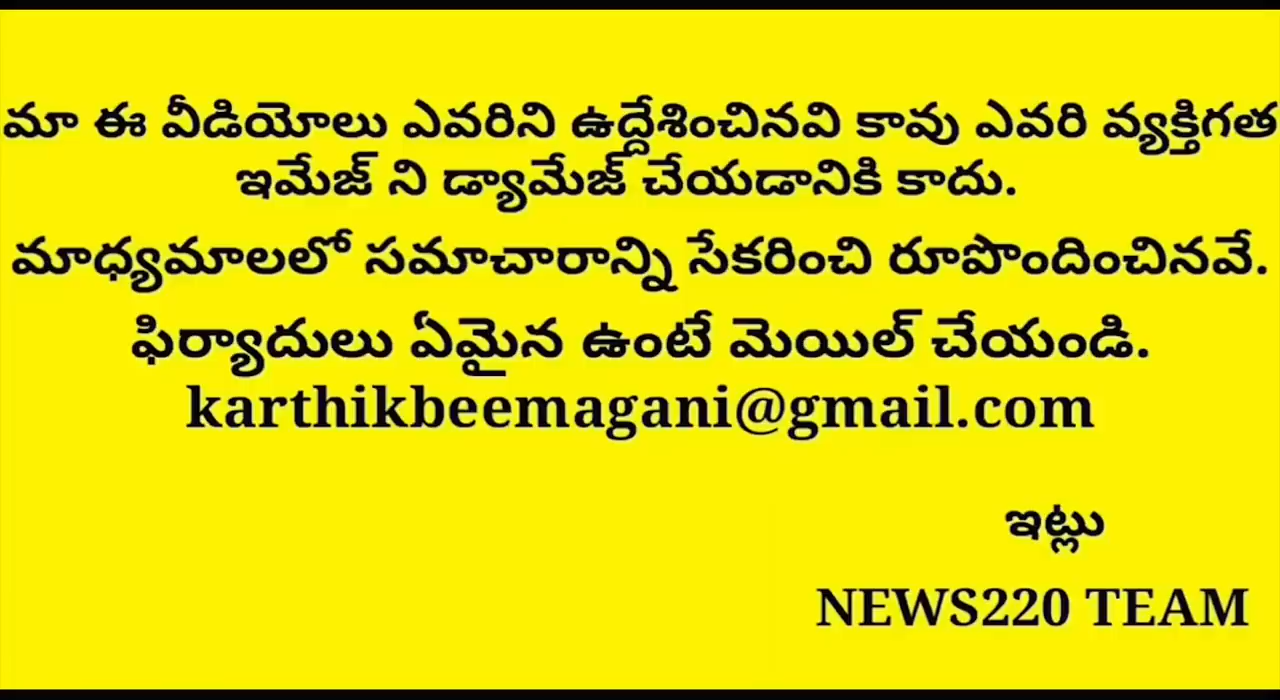 మా ఈ వీడియోలు ఎవరిని ఉద్దేశించినవి కావు ఎవరి వ్యక్తిగత
ఇమేజ్ ని డ్యామేజ్ చేయడానికి కాదు.
మాధ్యమాలలో సమాచారాన్ని సేకరించి రూపొందించినవే.
ఫిర్యాదులు ఏమైన ఉంటే మెయిల్ చేయండి.
karthikbeemagani@gmail.com
ఇట్లు
NEWS220 TEAM